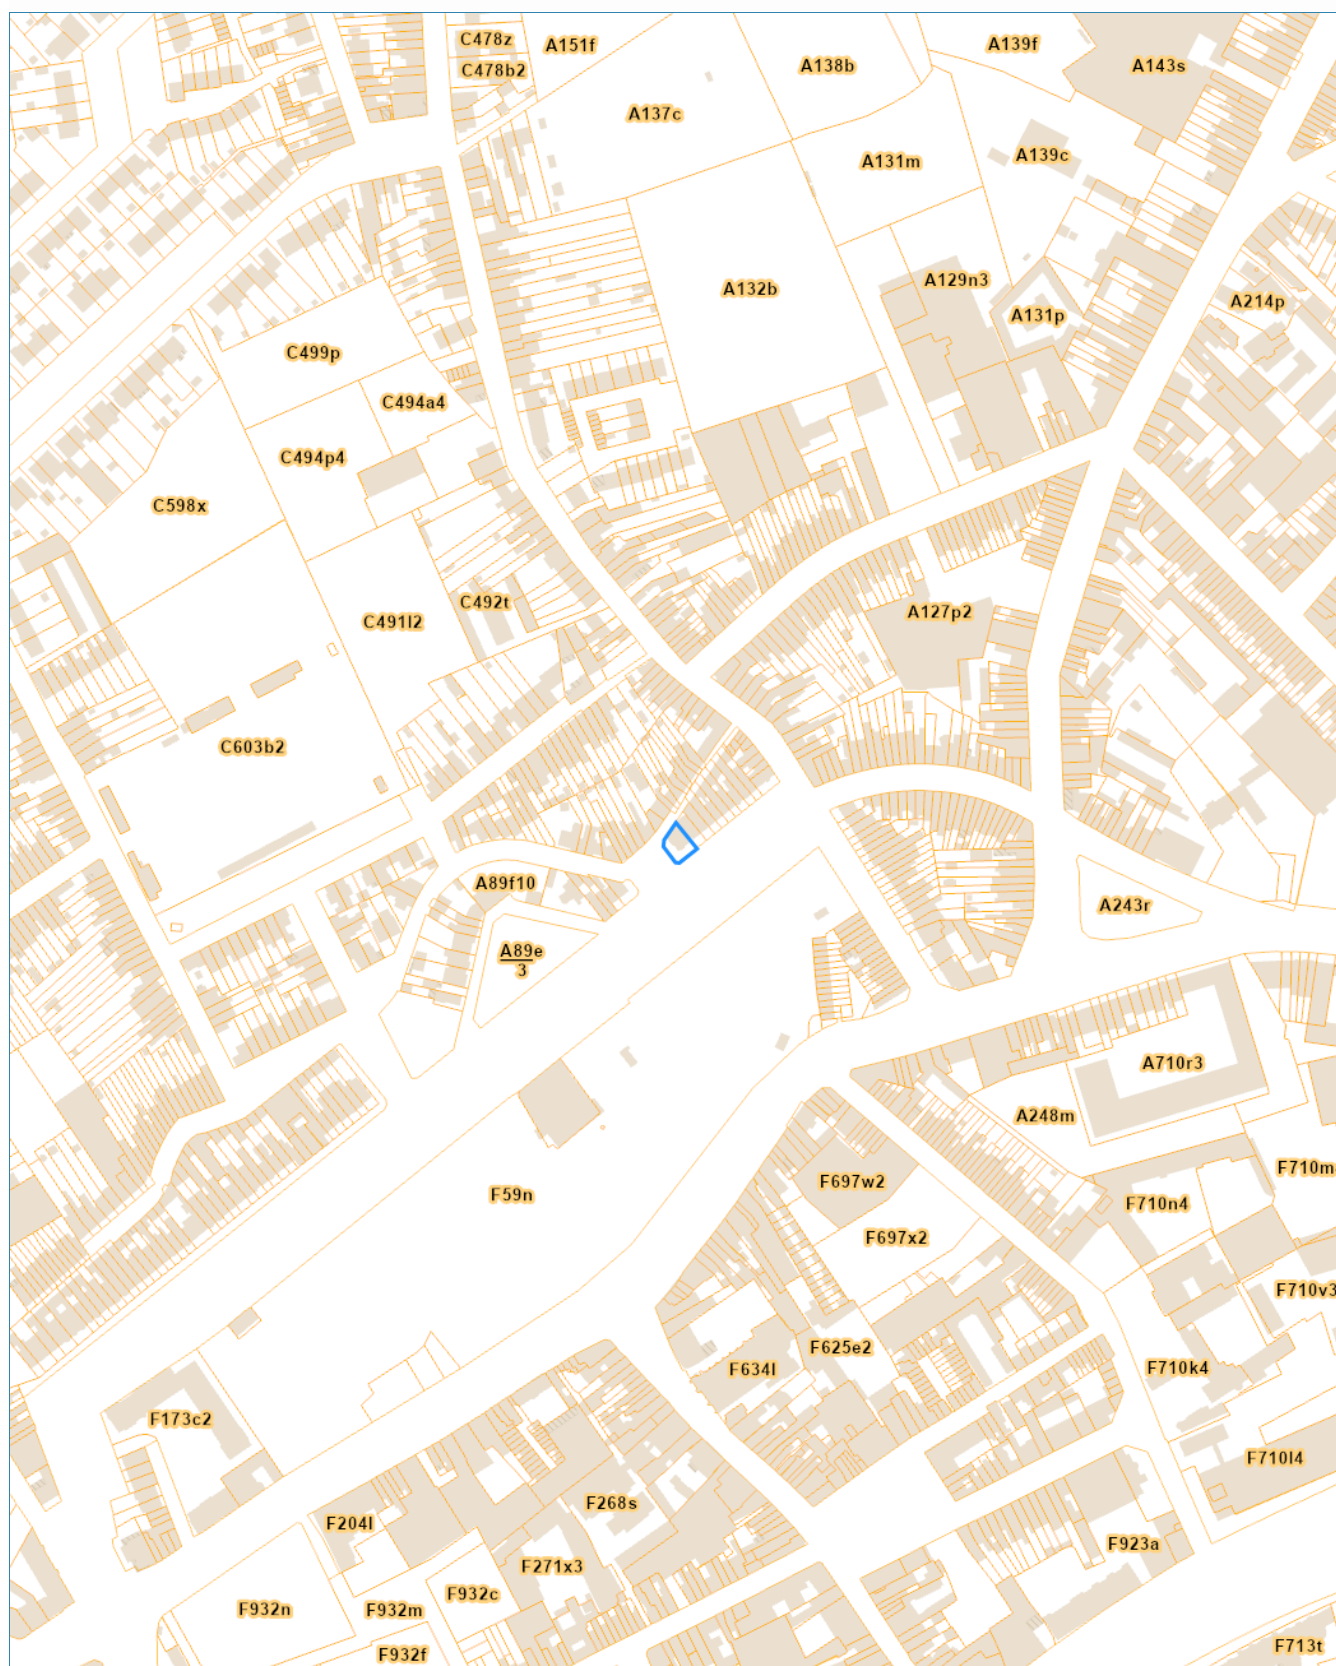 C478z
A151f
A139f
C478b2
A138b
A143s
A137c
A131m
A139c
A129n3
A132b
A214p
A131p
C499p
C494a4
C494p4
C598x
C492t
A127p2
C491l2
C603b2
A89f10
A243r
A89e
3
A710r3
A248m
F710m
F697w2
F59n
F710n4
F697x2
F710v3
F625e2
F634l
F710k4
F173c2
F710l4
F268s
F204l
F923a
F271x3
F932c
F932n
F932m
F713t
F932f